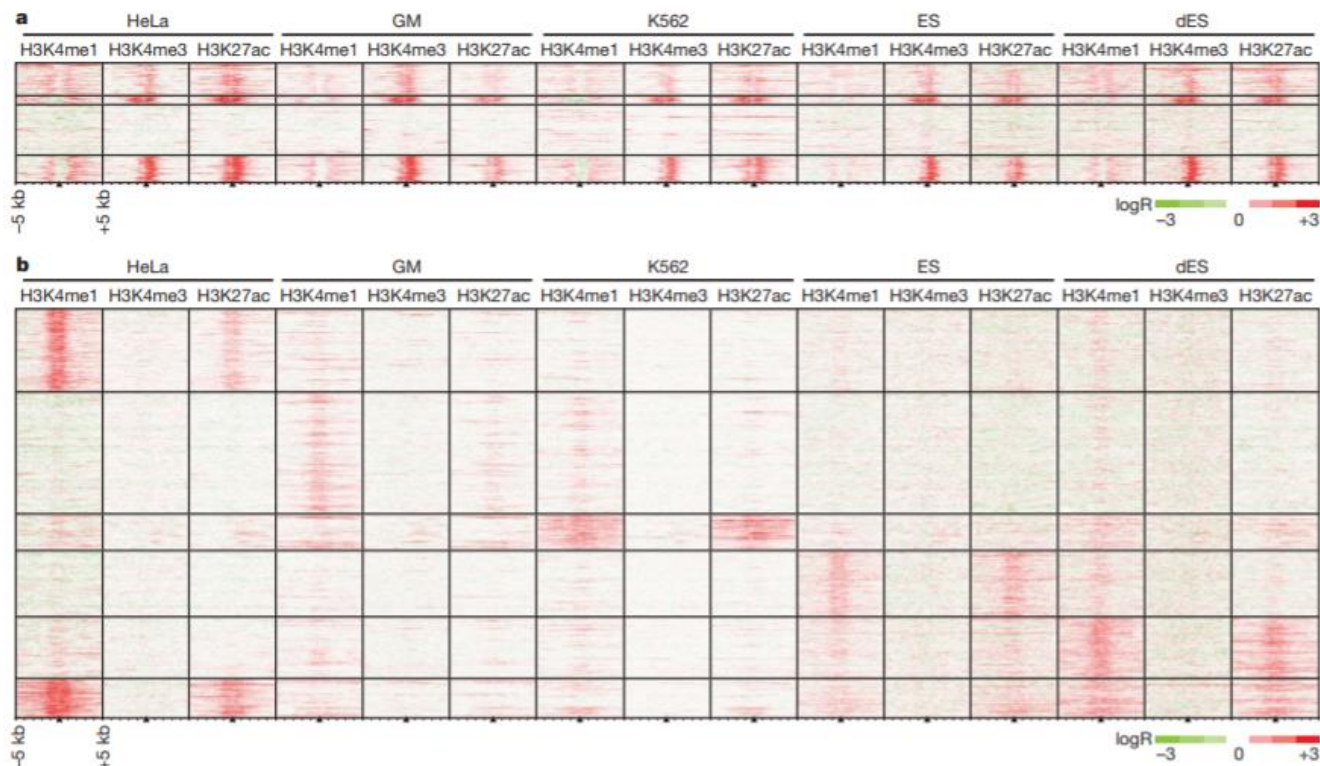 a
HeLa GM K562 ES dES
H3K4me1 H3K4me3 H3K27ac H3K4me1 H3K4me3 H3K27ac H3K4me1 H3K4me3 H3K27ac H3K4me1 H3K4me3 H3K27ac H3K4me1 H3K4me3 H3K27ac
–5 kb +5 kb
logR –3 0 +3
b
HeLa GM K562 ES dES
H3K4me1 H3K4me3 H3K27ac H3K4me1 H3K4me3 H3K27ac H3K4me1 H3K4me3 H3K27ac H3K4me1 H3K4me3 H3K27ac H3K4me1 H3K4me3 H3K27ac
–5 kb +5 kb
logR –3 0 +3